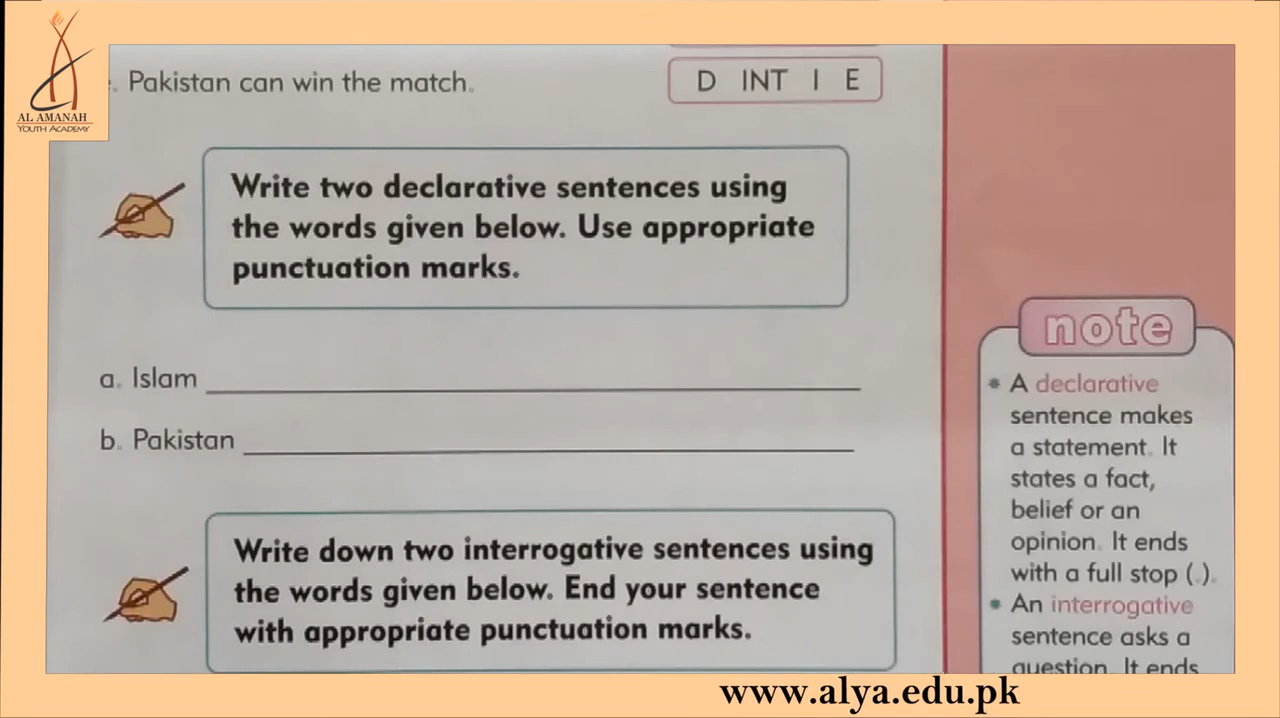 AL AMANAH
YOUTH ACADEMY
. Pakistan can win the match.
D INT I E
Write two declarative sentences using
the words given below. Use appropriate
punctuation marks.
a. Islam
b. Pakistan
Write down two interrogative sentences using
the words given below. End your sentence
with appropriate punctuation marks.
note
A declarative
sentence makes
a statement. It
states a fact,
belief or an
opinion. It ends
with a full stop (.).
An interrogative
sentence asks a
question. It ends
www.alya.edu.pk